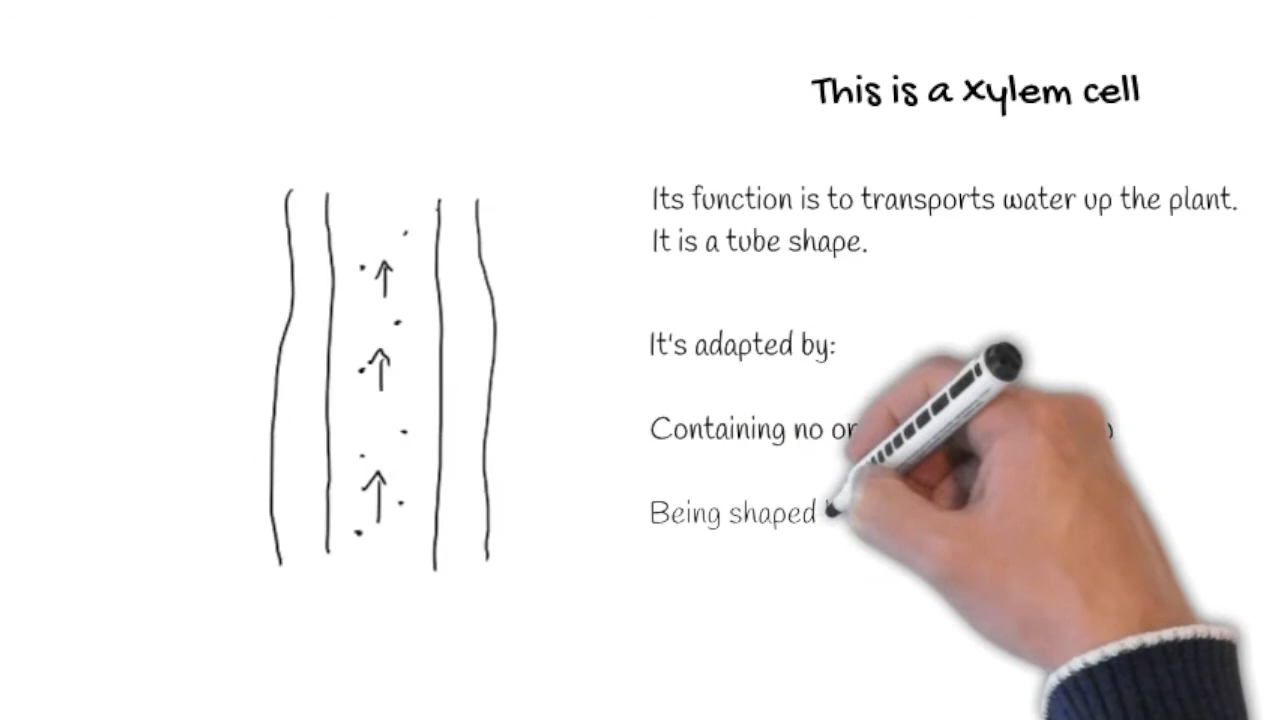 This is a Xylem cell
Its function is to transports water up the plant.
It is a tube shape.
It's adapted by:
Containing no
Being shaped